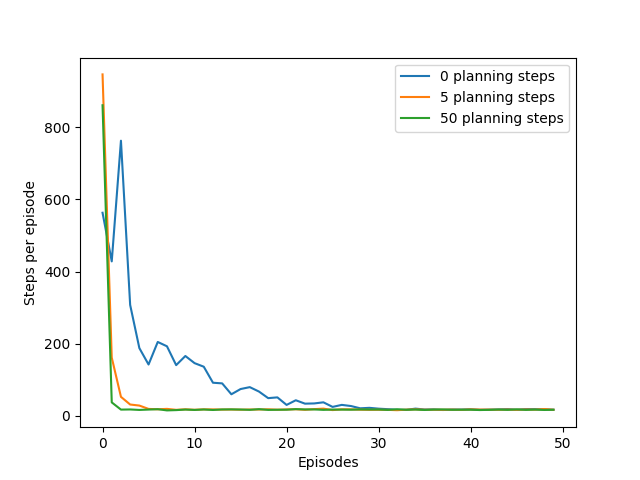 0 planning steps
5 planning steps
50 planning steps
Steps per episode
800
600
400
200
0
0 10 20 30 40 50
Episodes